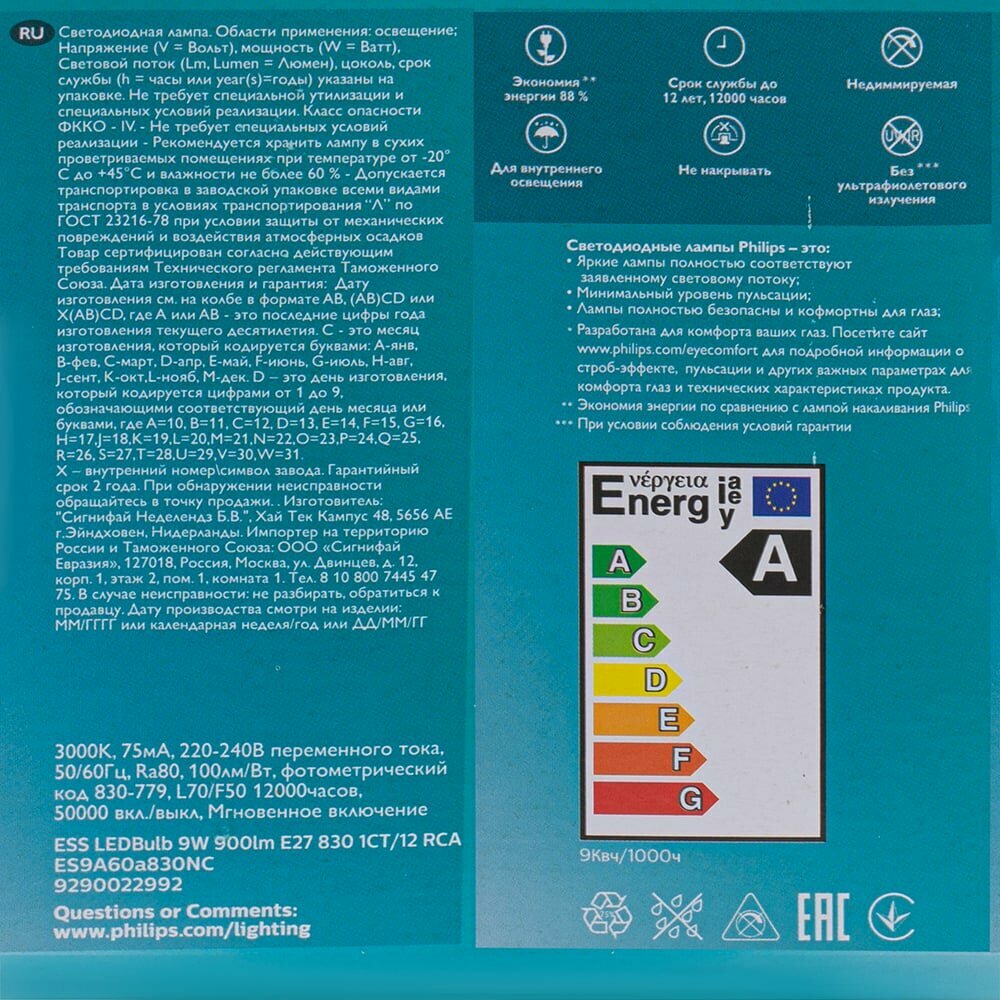 RU
Светодиодная лампа. Области применения: освещение;
Напряжение (V = Вольт), мощность (W = Ватт),
Световой поток (Lm, Lumen = Люмен), цоколь, срок
службы (h = часы или year(s)=годы) указаны на
упаковке. Не требует специальной утилизации и
специальных условий реализации. Класс опасности
ФККО - IV. - Не требует специальных условий
реализации - Рекомендуется хранить лампу в сухих
проветриваемых помещениях при температуре от -20°
С до +45°С и влажности не более 60 % - Допускается
транспортировка в заводской упаковке всеми видами
транспорта в условиях транспортирования "Л" по
ГОСТ 23216-78 при условии защиты от механических
повреждений и воздействия атмосферных осадков
Товар сертифицирован согласно действующим
требованиям Технического регламента Таможенного
Союза. Дата изготовления и гарантия: Дату
изготовления см. на колбе в формате AB, (AB)CD или
X(AB)CD, где А или АВ - это последние цифры года
изготовления текущего десятилетия. С - это месяц
изготовления, который кодируется буквами: А-янв,
В-фев, С-март, D-апр, Е-май, F-июнь, G-июль, Н-авг,
J-сент, К-окт,L-нояб, М-дек. D – это день изготовления,
который кодируется цифрами от 1 до 9,
обозначающими соответствующий день месяца или
буквами, где A=10, B=11, C=12, D=13, E=14, F=15, G=16,
H=17,J=18,K=19,L=20,M=21,N=22,O=23,P=24,Q=25,
R=26, S=27,T=28,U=29,V=30,W=31.
X – внутренний номер\символ завода. Гарантийный
срок 2 года. При обнаружении неисправности
обращайтесь в точку продажи. . Изготовитель:
"Сигнифай Неделендз Б.В.", Хай Тек Кампус 48, 5656 AE
г.Эйндховен, Нидерланды. Импортер на территорию
России и Таможенного Союза: ООО «Сигнифай
Евразия», 127018, Россия, Москва, ул. Двинцев, д. 12,
корп. 1, этаж 2, пом. 1, комната 1. Тел. 8 10 800 7445 47
75. В случае неисправности: не разбирать, обратиться к
продавцу. Дату производства смотри на изделии:
ММ/ГГГГ или календарная неделя/год или ДД/ММ/ГГ
3000K, 75мА, 220-240В переменного тока,
50/60Гц, Ra80, 100лм/Вт, фотометрический
код 830-779, L70/F50 12000часов,
50000 вкл./выкл, Мгновенное включение
ESS LEDBulb 9W 900lm E27 830 1CT/12 RCA
ES9A60a830NC
9290022992
Questions or Comments:
www.philips.com/lighting
Экономия**
энергии 88 %
Срок службы до
12 лет, 12000 часов
Недиммируемая
Для внутреннего
освещения
Не накрывать
UV IR
Без ***
ультрафиолетового
излучения
Светодиодные лампы Philips – это:
• Яркие лампы полностью соответствуют
заявленному световому потоку;
• Минимальный уровень пульсации;
• Лампы полностью безопасны и кофмортны для глаз;
* Разработана для комфорта ваших глаз. Посетите сайт
www.philips.com/eyecomfort для подробной информации о
строб-эффекте, пульсации и других важных параметрах для
комфорта глаз и технических характеристиках продукта.
** Экономия энергии по сравнению с лампой накаливания Philips
*** При условии соблюдения условий гарантии
Energ
νέργεια
ia
ie
y
A
A
B
C
D
E
F
G
9Квч/1000ч
25%
EAC